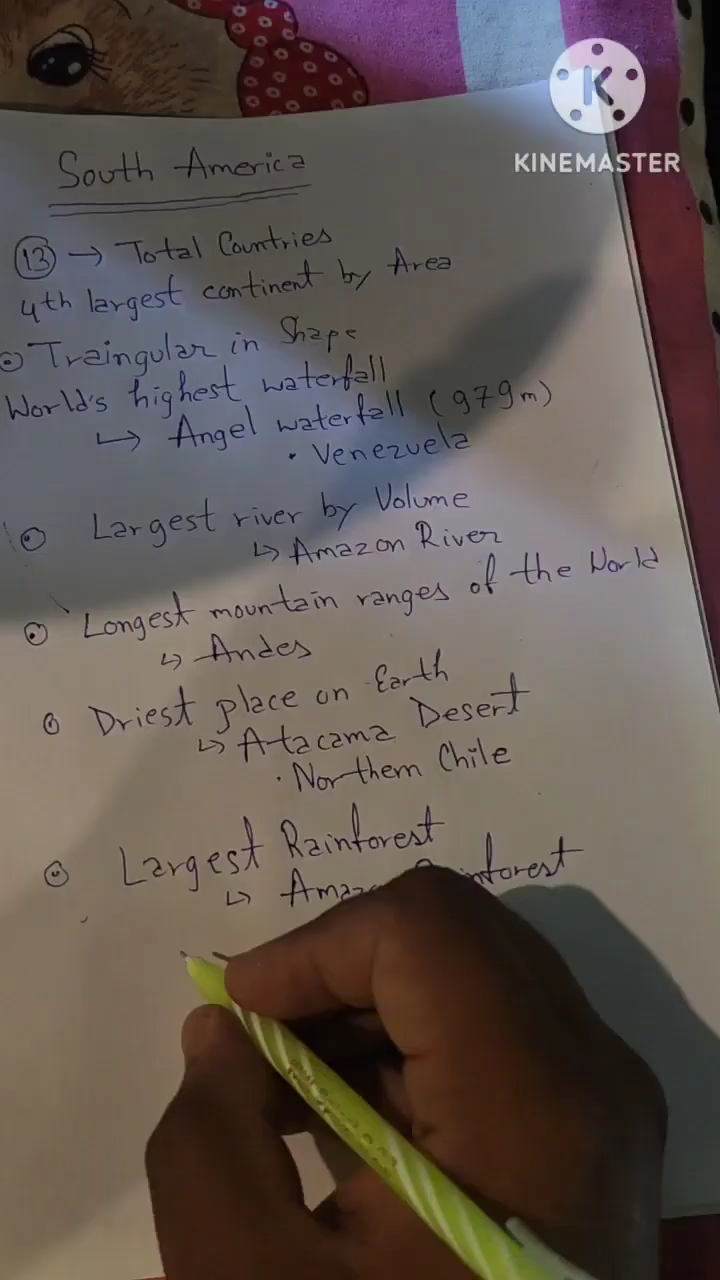 KINEMASTER
South America
13 → Total Countries
4th largest continent by Area
Traingular in Shape
World's highest waterfall
↳ Angel waterfall (979m)
• Venezuela
Largest river by Volume
↳ Amazon River
Longest mountain ranges of the World
↳ Andes
Driest place on Earth
↳ Atacama Desert
• Northern Chile
Largest Rainforest
↳ Amazon Rainforest